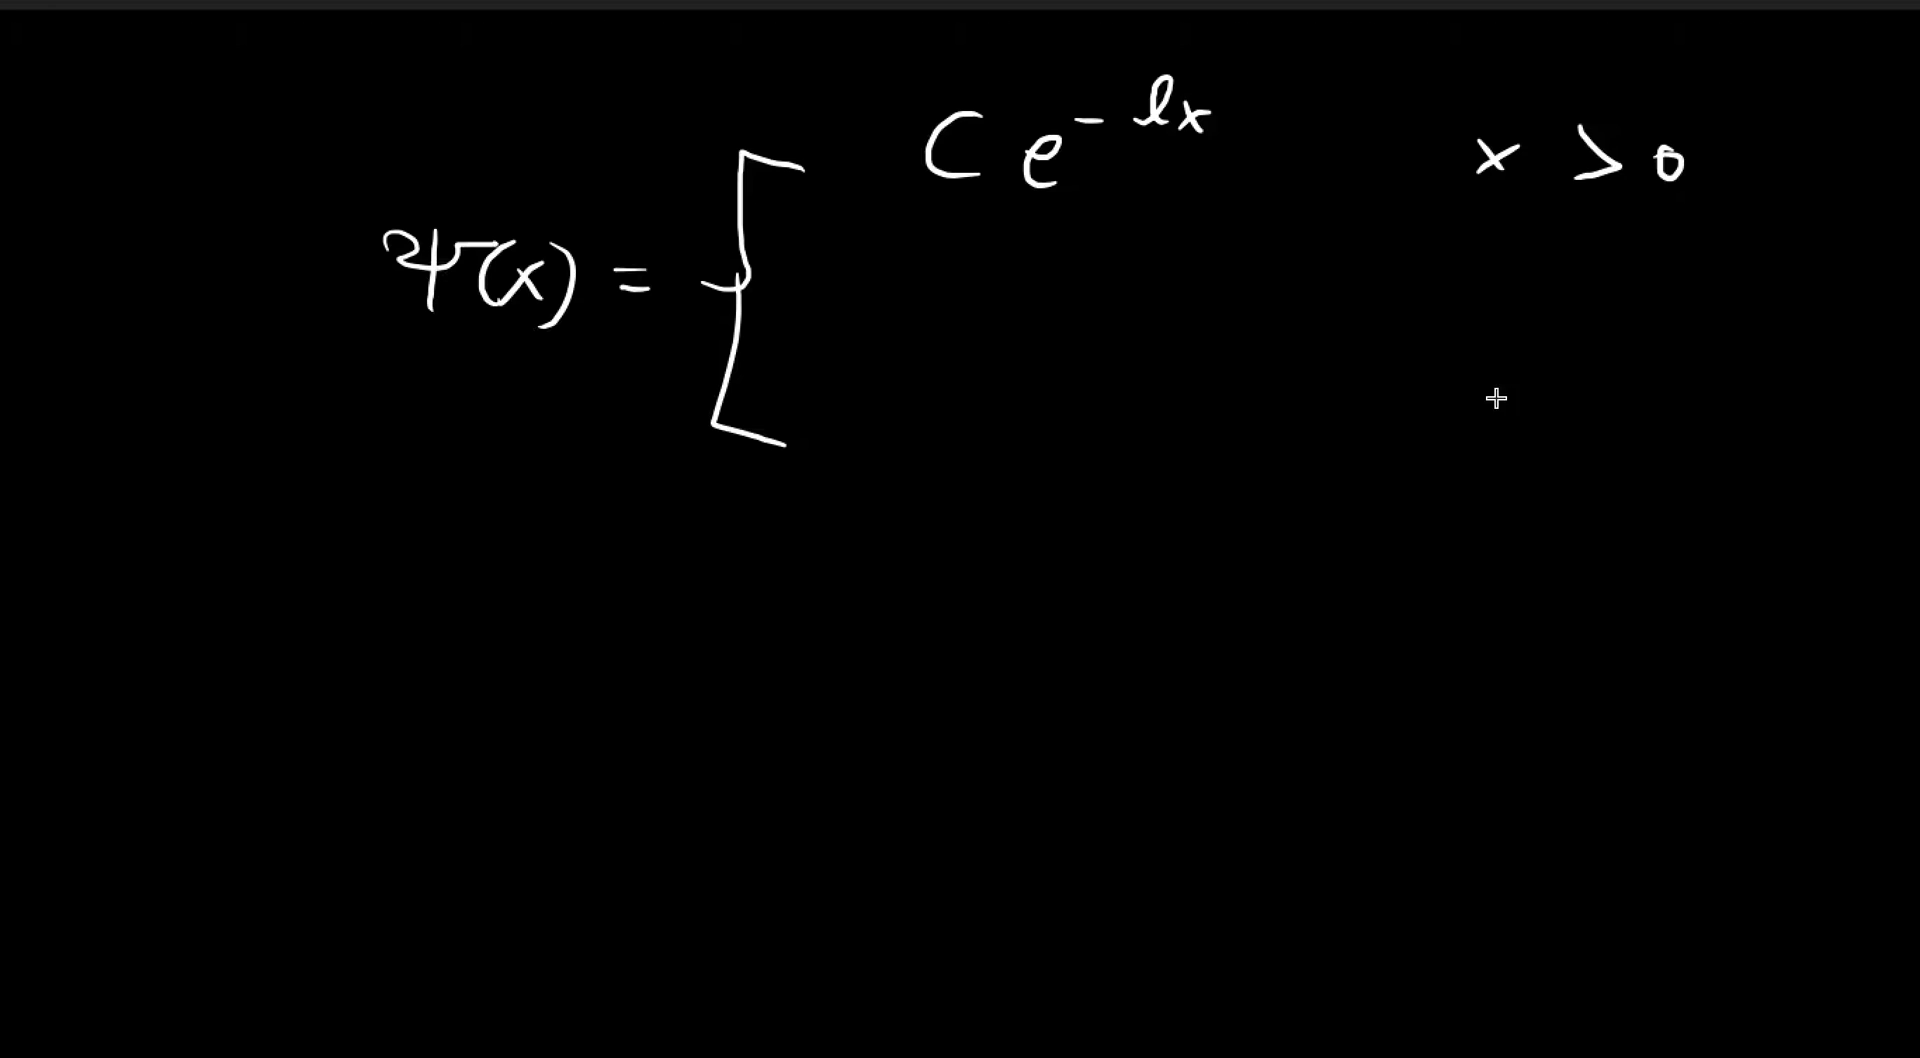 ψ(x) = { C e^{-lx} x > 0